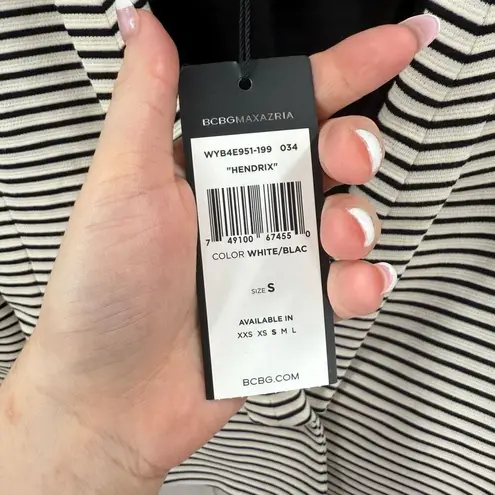 BCBGMAXAZRIA
WYB4E951-199 034
"HENDRIX"
7 49100 67455 0
COLOR WHITE/BLAC
SIZE S
AVAILABLE IN
XXS XS S M L
BCBG.COM